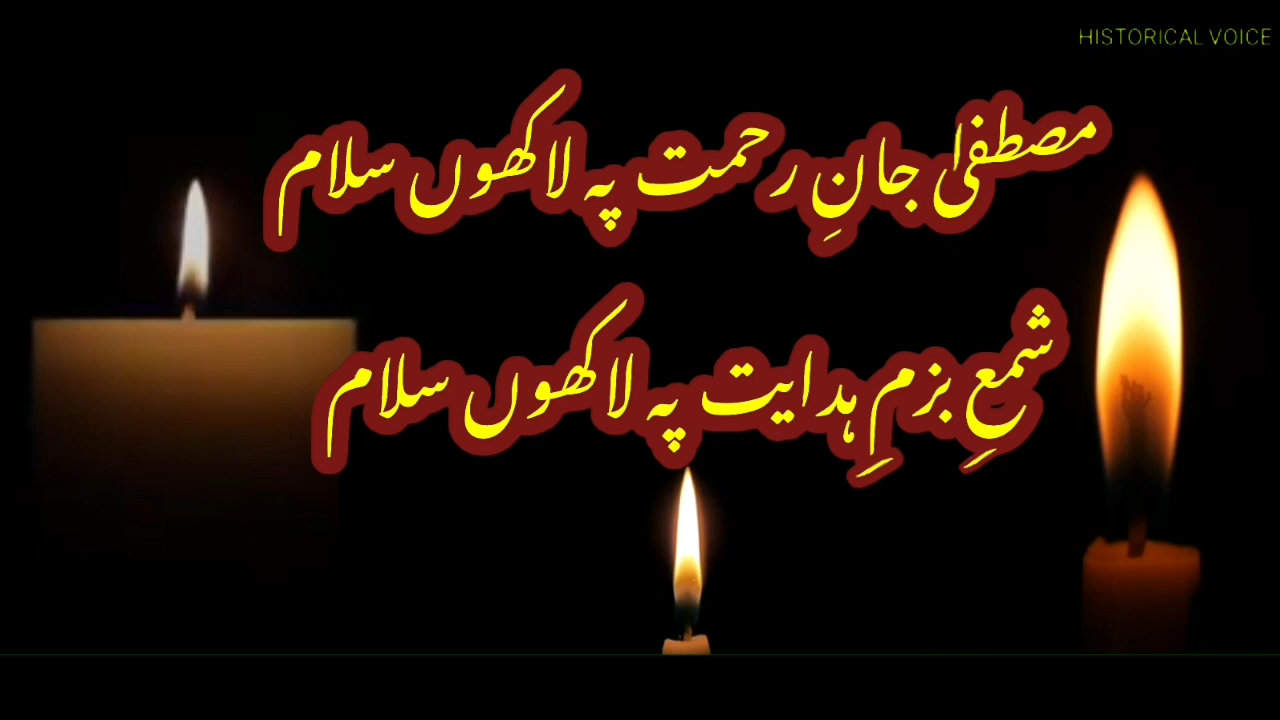 HISTORICAL VOICE
مصطفیٰ جانِ رحمت پہ لاکھوں سلام
شمعِ بزمِ ہدایت پہ لاکھوں سلام